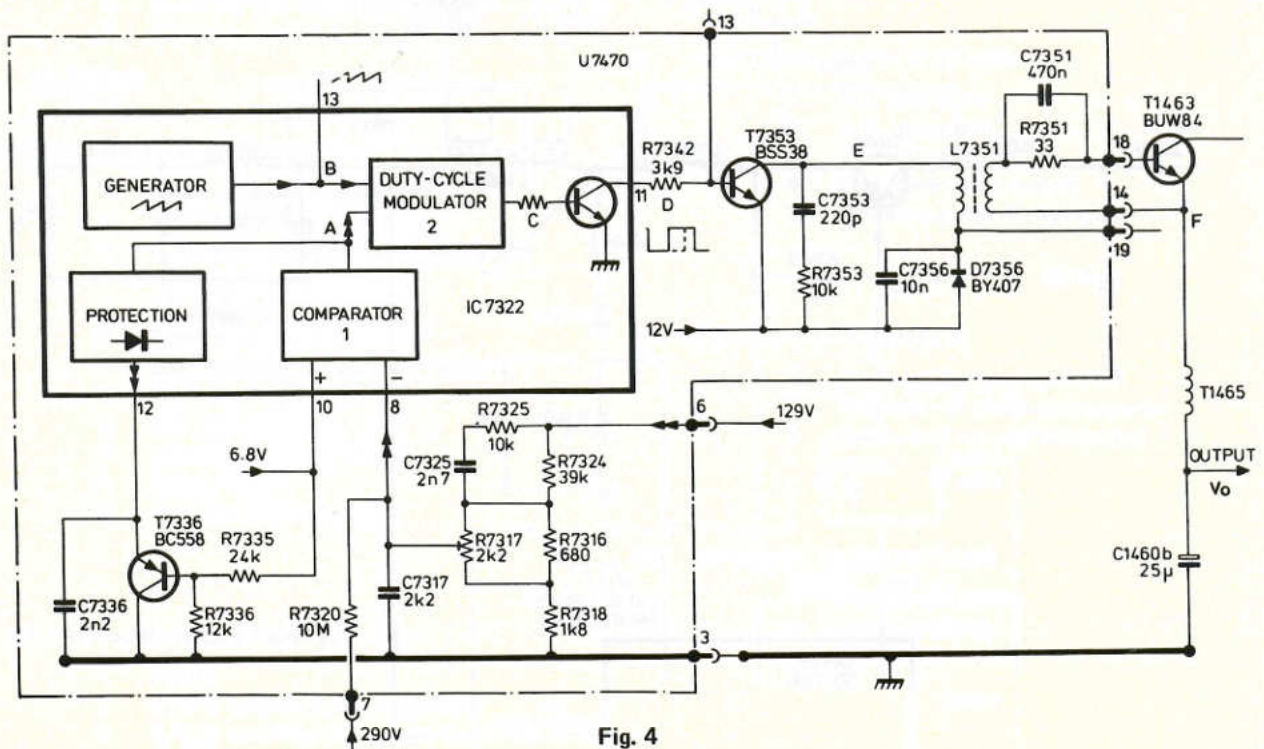 13
U7470
C7351
470n
13
T1463
BUW84
R7342
3k9
T7353
BSS38
E
L7351
R7351
33
18
GENERATOR
B
DUTY-CYCLE
MODULATOR
2
C
11
D
C7353
220p
14
F
19
A
R7353
10k
C7356
10n
D7356
BY407
PROTECTION
COMPARATOR
1
IC 7322
12V
T1465
12
+
10
-
8
R7325
10k
6
129V
6.8V
C7325
2n7
R7324
39k
OUTPUT
Vo
T7336
BC558
R7335
24k
R7317
2k2
R7316
680
C1460b
25μ
C7336
2n2
R7336
12k
R7320
10M
C7317
2k2
R7318
1k8
3
7
290V
Fig. 4